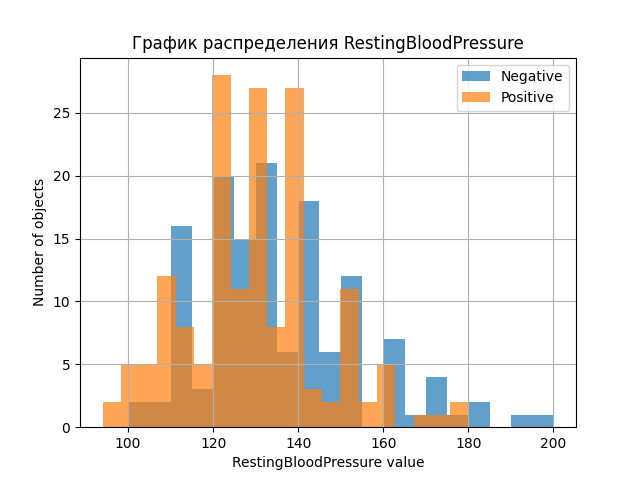 График распределения RestingBloodPressure
Negative
Positive
Number of objects
25
20
15
10
5
0
100 120 140 160 180 200
RestingBloodPressure value